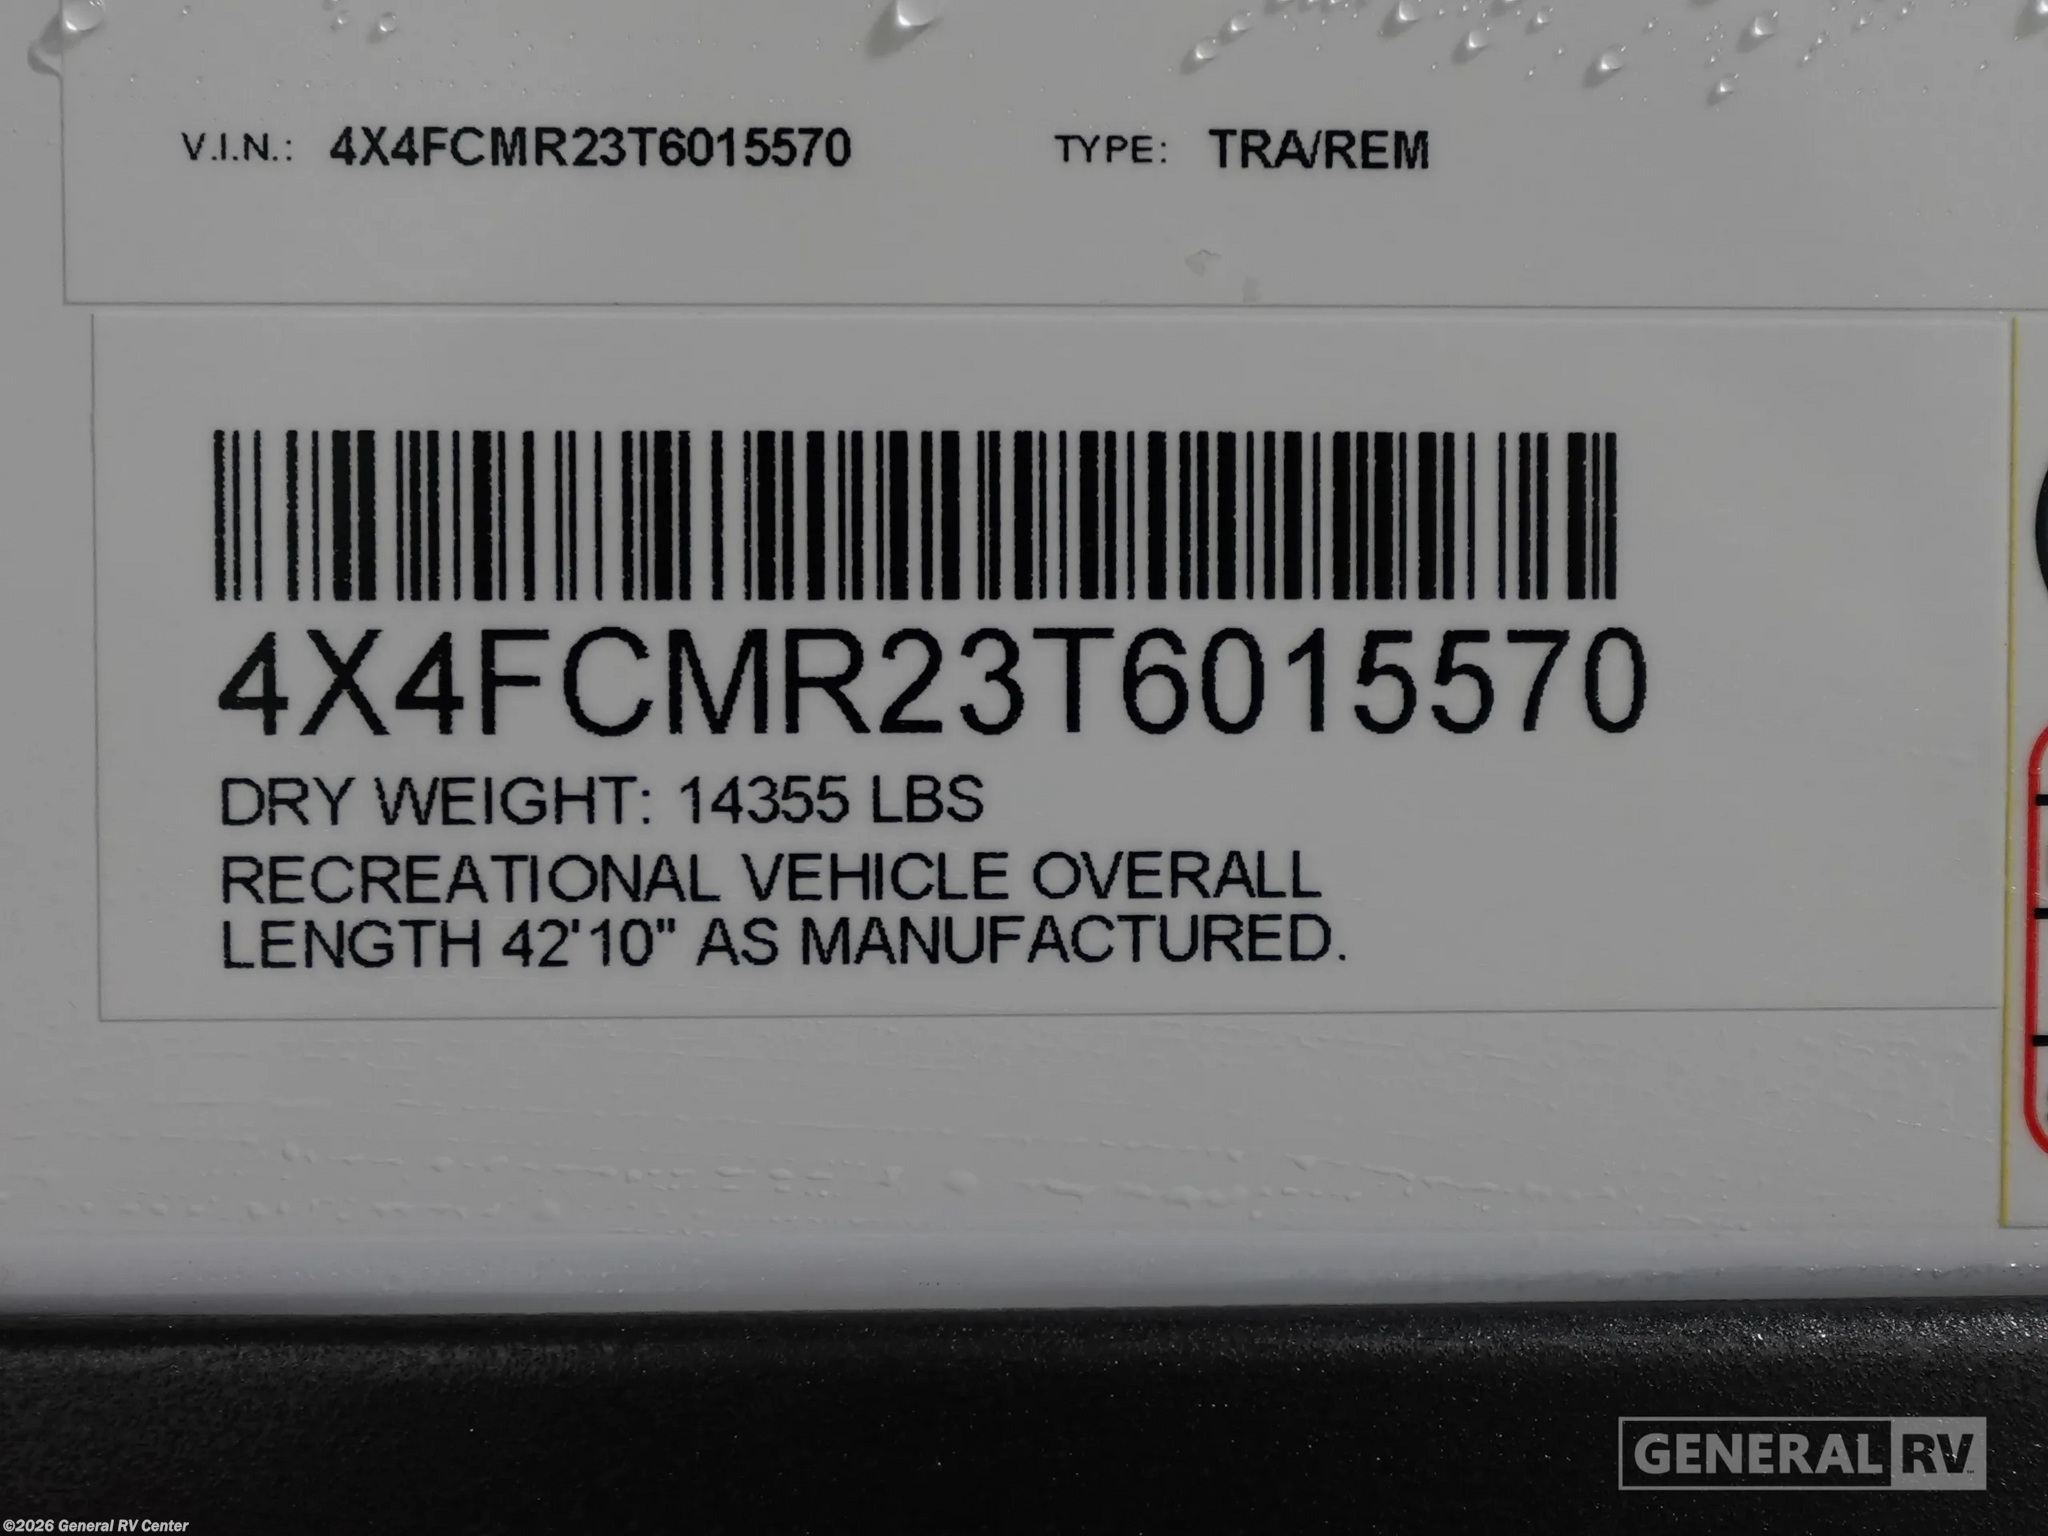 V.I.N.: 4X4FCMR23T6015570 TYPE: TRA/REM
4X4FCMR23T6015570
DRY WEIGHT: 14355 LBS
RECREATIONAL VEHICLE OVERALL
LENGTH 42'10" AS MANUFACTURED.
GENERAL RV
©2026 General RV Center